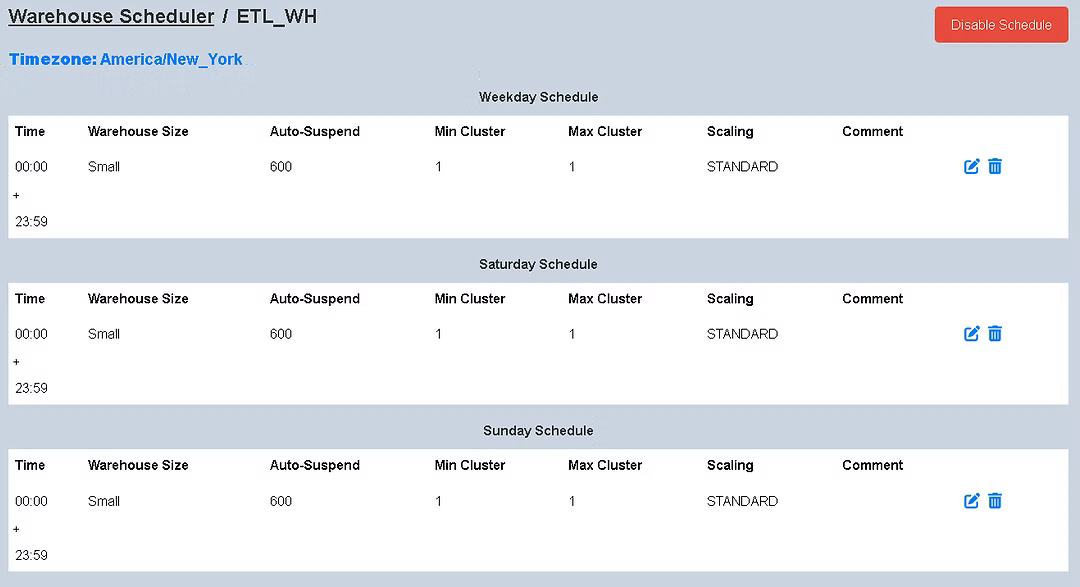 Warehouse Scheduler / ETL_WH
Disable Schedule
Timezone: America/New_York
Weekday Schedule
Time Warehouse Size Auto-Suspend Min Cluster Max Cluster Scaling Comment
00:00 Small 600 1 1 STANDARD
+
23:59
Saturday Schedule
Time Warehouse Size Auto-Suspend Min Cluster Max Cluster Scaling Comment
00:00 Small 600 1 1 STANDARD
+
23:59
Sunday Schedule
Time Warehouse Size Auto-Suspend Min Cluster Max Cluster Scaling Comment
00:00 Small 600 1 1 STANDARD
+
23:59